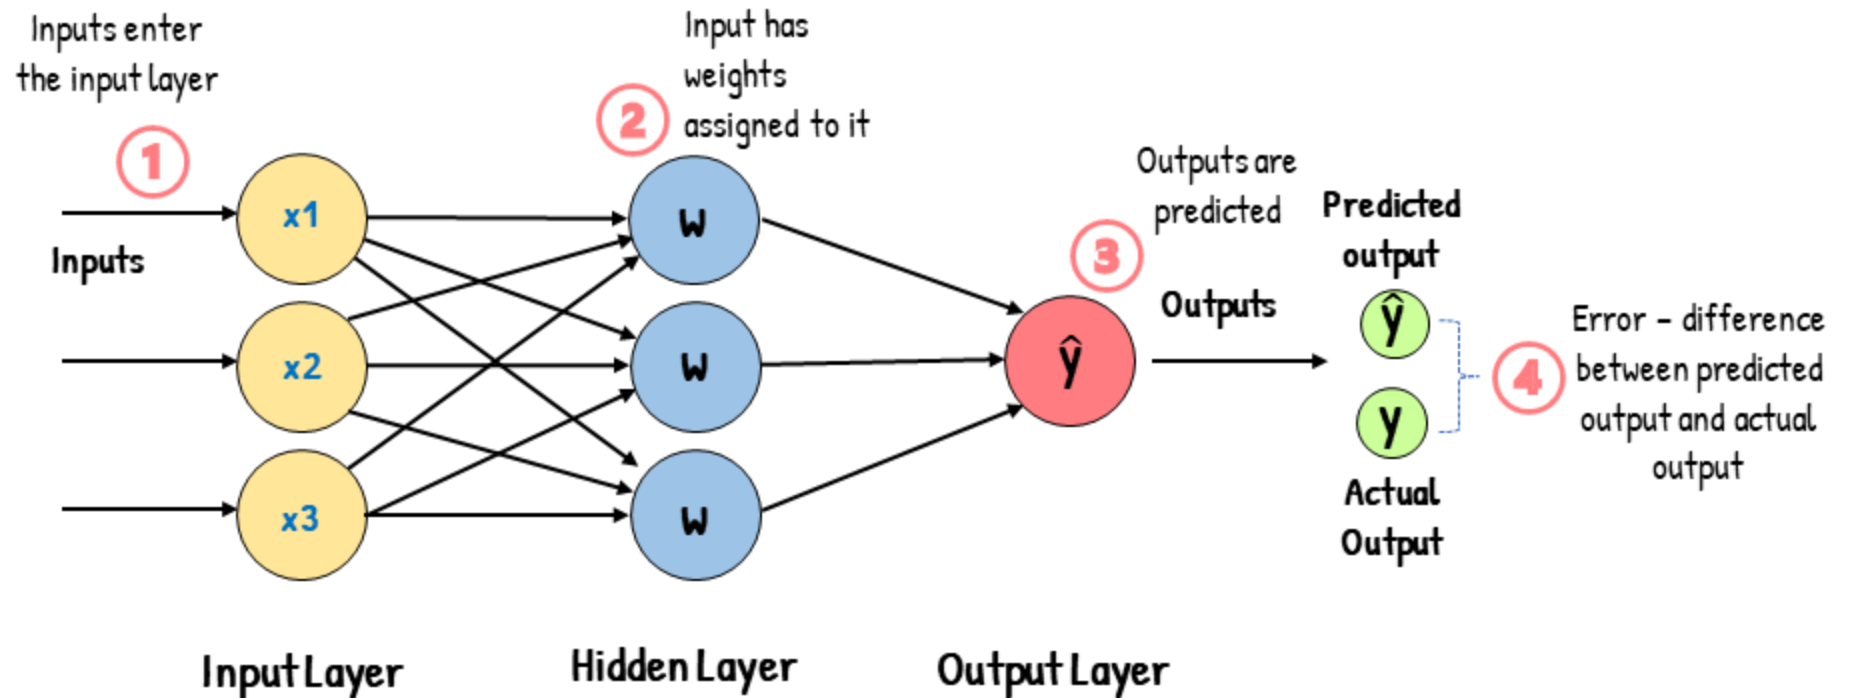 Inputs enter
the input layer
1
Inputs
x1
x2
x3
Input Layer
2
Input has
weights
assigned to it
w
w
w
Hidden Layer
3
Outputs are
predicted
ŷ
Outputs
Output Layer
Predicted
output
ŷ
y
Actual
Output
4
Error - difference
between predicted
output and actual
output